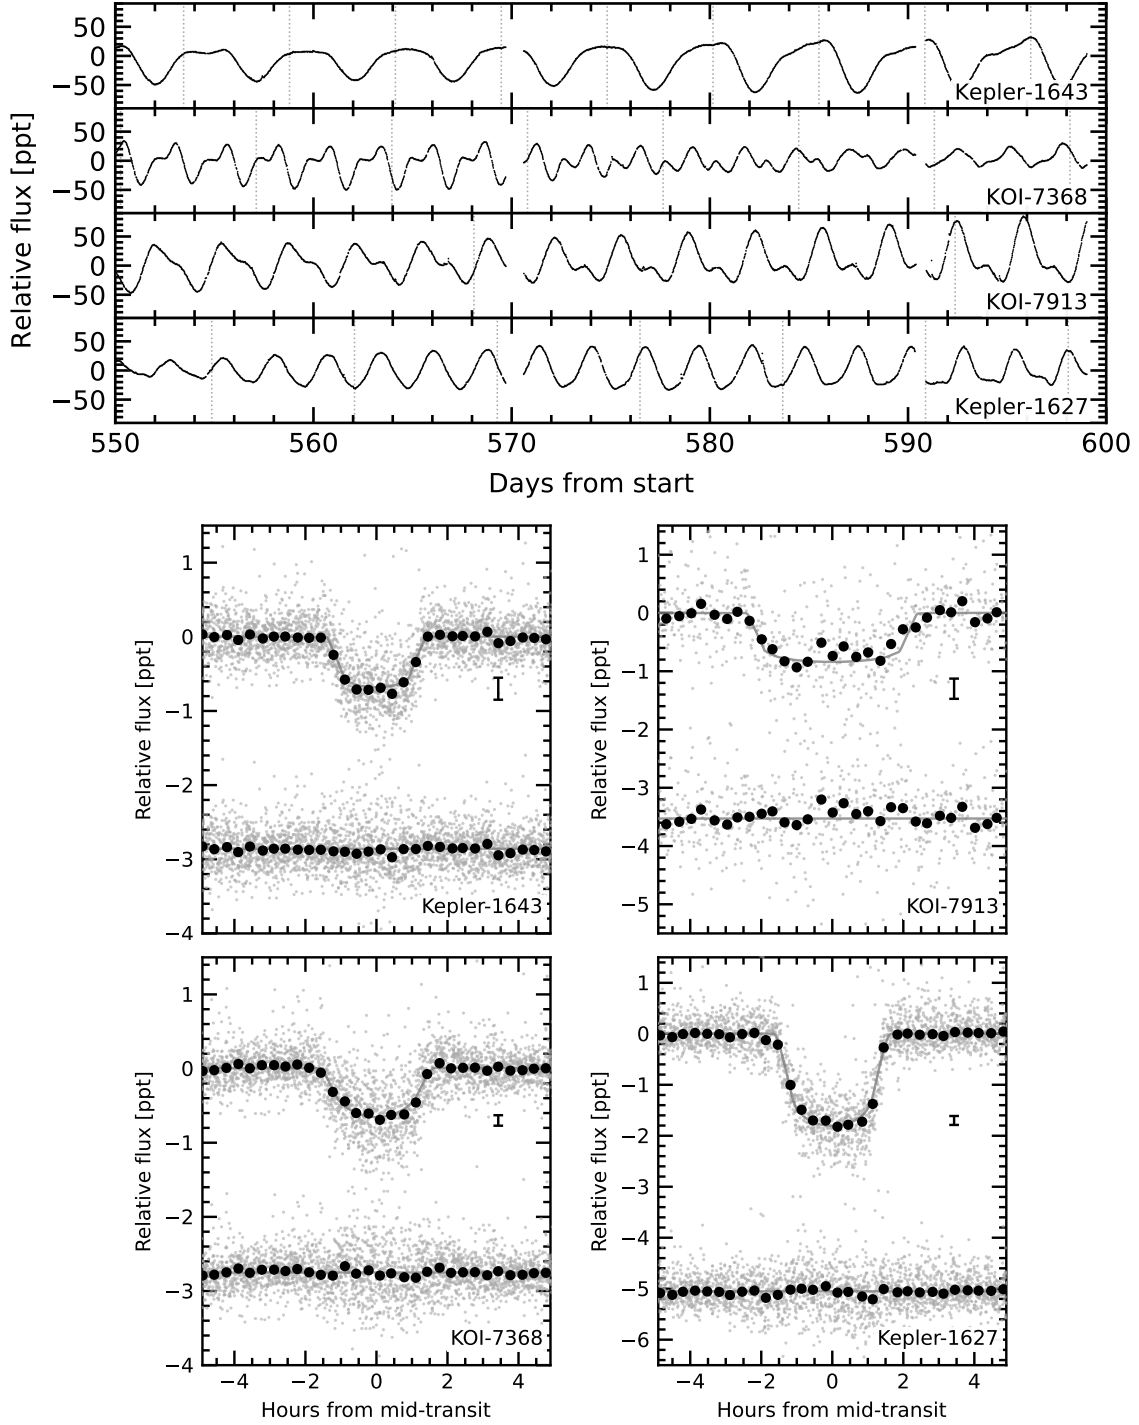 Relative flux [ppt]
50
0
−50
Kepler-1643
50
0
−50
KOI-7368
50
0
−50
KOI-7913
50
0
−50
Kepler-1627
550 560 570 580 590 600
Days from start
Relative flux [ppt]
1
0
−1
−2
−3
−4
Kepler-1643
Relative flux [ppt]
1
0
−1
−2
−3
−4
−5
KOI-7913
Relative flux [ppt]
1
0
−1
−2
−3
−4
KOI-7368
−4 −2 0 2 4
Hours from mid-transit
Relative flux [ppt]
1
0
−1
−2
−3
−4
−5
−6
Kepler-1627
−4 −2 0 2 4
Hours from mid-transit